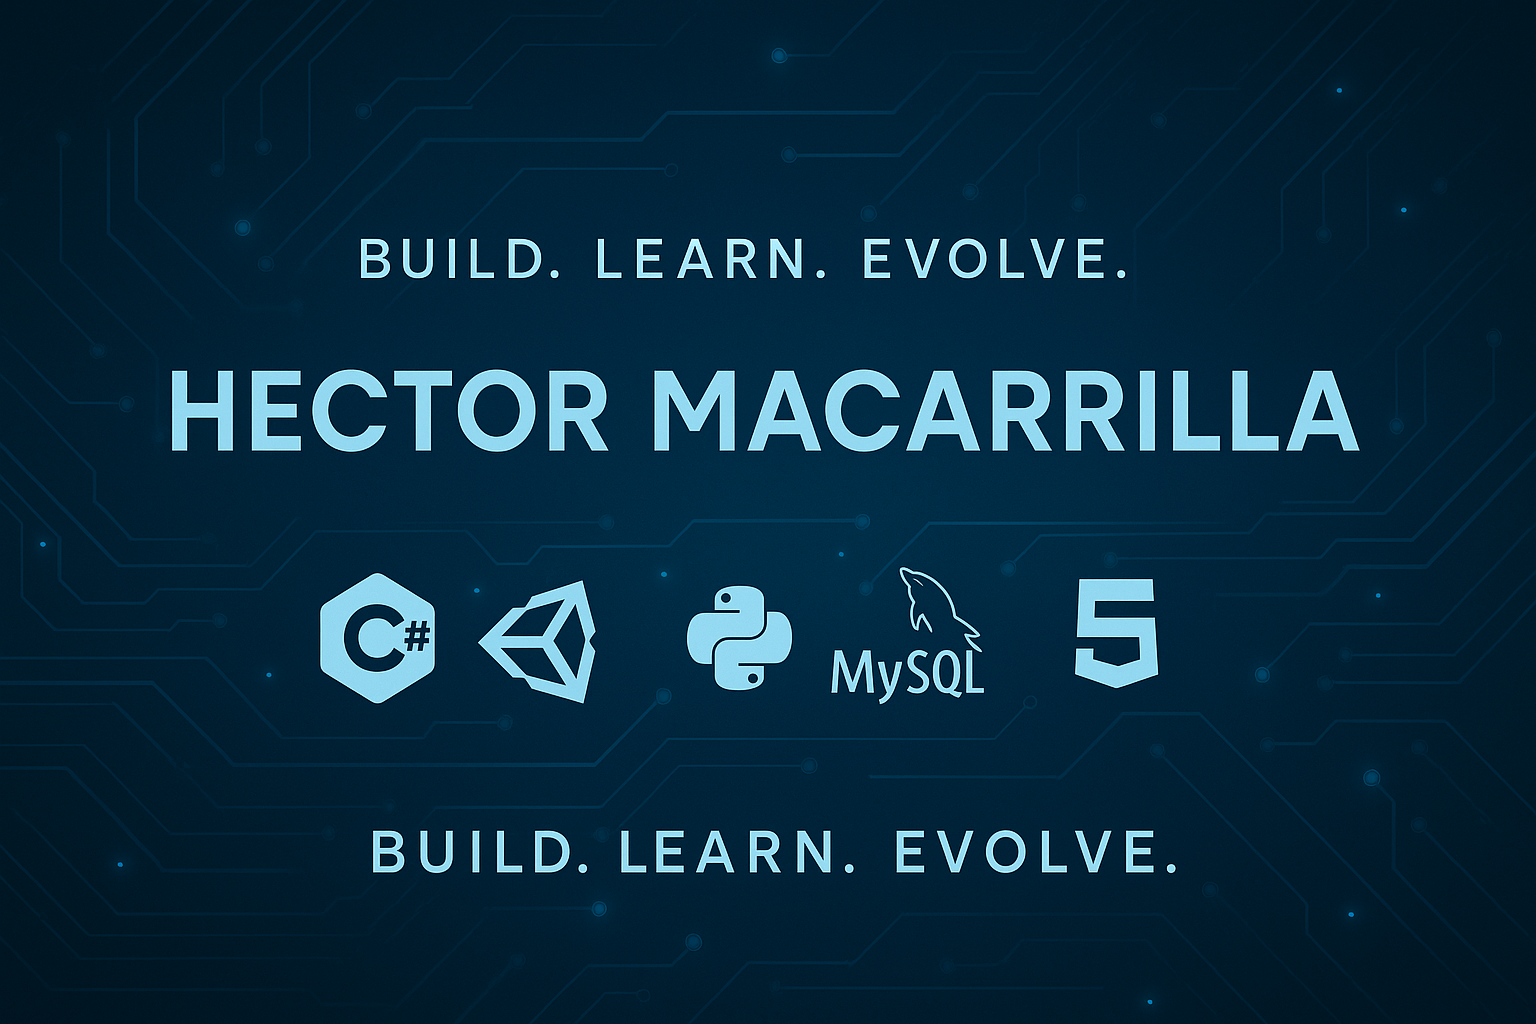 BUILD. LEARN. EVOLVE.
HECTOR MACARRILLA
C# MySQL 5
BUILD. LEARN. EVOLVE.